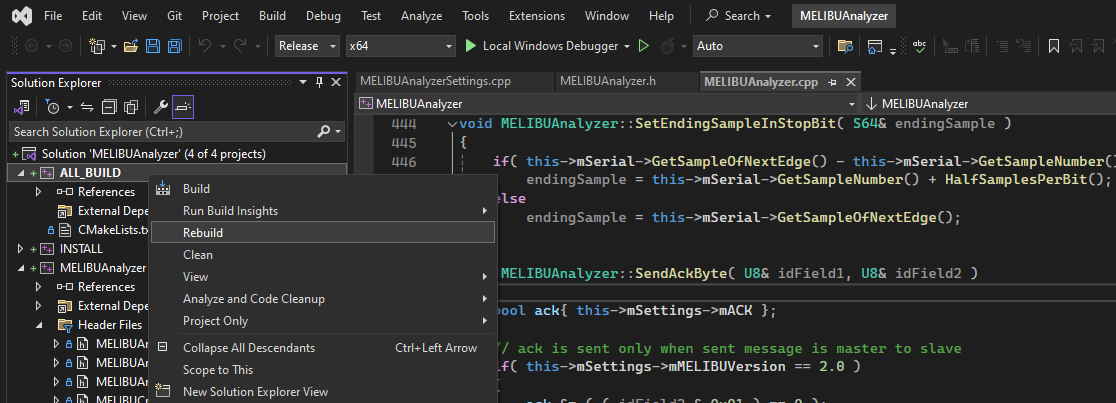 File Edit View Git Project Build Debug Test Analyze Tools Extensions Window Help Search MELIBUAnalyzer
Release x64 Local Windows Debugger Auto
Solution Explorer
Search Solution Explorer (Ctrl+;)
Solution 'MELIBUAnalyzer' (4 of 4 projects)
ALL_BUILD
References
External Depe
CMakeLists.tx
INSTALL
MELIBUAnalyzer
References
External Depe
Header Files
MELIBUAr
MELIBUAr
MELIBUAr
MELIBUCr
Build
Run Build Insights
Rebuild
Clean
View
Analyze and Code Cleanup
Project Only
Collapse All Descendants Ctrl+Left Arrow
Scope to This
New Solution Explorer View
MELIBUAnalyzerSettings.cpp MELIBUAnalyzer.h MELIBUAnalyzer.cpp
MELIBUAnalyzer MELIBUAnalyzer
444 void MELIBUAnalyzer::SetEndingSampleInStopBit( S64& endingSample )
445 {
446 if( this->mSerial->GetSampleOfNextEdge() - this->mSerial->GetSampleNumber()
endingSample = this->mSerial->GetSampleNumber() + HalfSamplesPerBit();
else
endingSample = this->mSerial->GetSampleOfNextEdge();
MELIBUAnalyzer::SendAckByte( U8& idField1, U8& idField2 )
bool ack{ this->mSettings->mACK };
// ack is sent only when sent message is master to slave
if( this->mSettings->mMELIBUVersion == 2.0 )
{
ack &= ( ( idField2 & 0x01 ) == 0 );